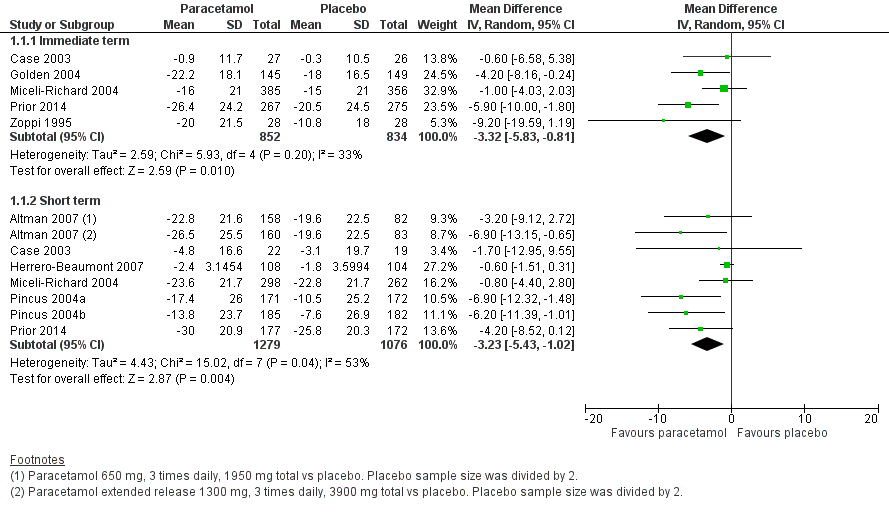 Paracetamol Placebo Mean Difference Mean Difference
Study or Subgroup Mean SD Total Mean SD Total Weight IV, Random, 95% CI IV, Random, 95% CI
1.1.1 Immediate term
Case 2003 -0.9 11.7 27 -0.3 10.5 26 13.8% -0.60 [-6.58, 5.38]
Golden 2004 -22.2 18.1 145 -18 16.5 149 24.5% -4.20 [-8.16, -0.24]
Miceli-Richard 2004 -16 21 385 -15 21 356 32.9% -1.00 [-4.03, 2.03]
Prior 2014 -26.4 24.2 267 -20.5 24.5 275 23.5% -5.90 [-10.00, -1.80]
Zoppi 1995 -20 21.5 28 -10.8 18 28 5.3% -9.20 [-19.59, 1.19]
Subtotal (95% CI) 852 834 100.0% -3.32 [-5.83, -0.81]
Heterogeneity: Tau² = 2.59; Chi² = 5.93, df = 4 (P = 0.20); I² = 33%
Test for overall effect: Z = 2.59 (P = 0.010)
1.1.2 Short term
Altman 2007 (1) -22.8 21.6 158 -19.6 22.5 82 9.3% -3.20 [-9.12, 2.72]
Altman 2007 (2) -26.5 25.5 160 -19.6 22.5 83 8.7% -6.90 [-13.15, -0.65]
Case 2003 -4.8 16.6 22 -3.1 19.7 19 3.5% -1.70 [-12.95, 9.55]
Herrero-Beaumont 2007 -2.4 3.1454 108 -1.8 3.5994 104 27.2% -0.60 [-1.51, 0.31]
Miceli-Richard 2004 -23.6 21.7 298 -22.8 21.7 262 16.2% -0.80 [-4.40, 2.80]
Pincus 2004a -17.4 26 171 -10.5 25.2 172 10.4% -6.90 [-12.32, -1.48]
Pincus 2004b -13.8 23.7 185 -7.6 26.9 182 11.1% -6.20 [-11.39, -1.01]
Prior 2014 -30 20.9 177 -25.8 20.3 172 13.6% -4.20 [-8.52, 0.12]
Subtotal (95% CI) 1279 1076 100.0% -3.23 [-5.43, -1.02]
Heterogeneity: Tau² = 4.43; Chi² = 15.02, df = 7 (P = 0.04); I² = 53%
Test for overall effect: Z = 2.87 (P = 0.004)
-20 -10 0 10 20
Favours paracetamol Favours placebo
Footnotes
(1) Paracetamol 650 mg, 3 times daily, 1950 mg total vs placebo. Placebo sample size was divided by 2.
(2) Paracetamol extended release 1300 mg, 3 times daily, 3900 mg total vs placebo. Placebo sample size was divided by 2.